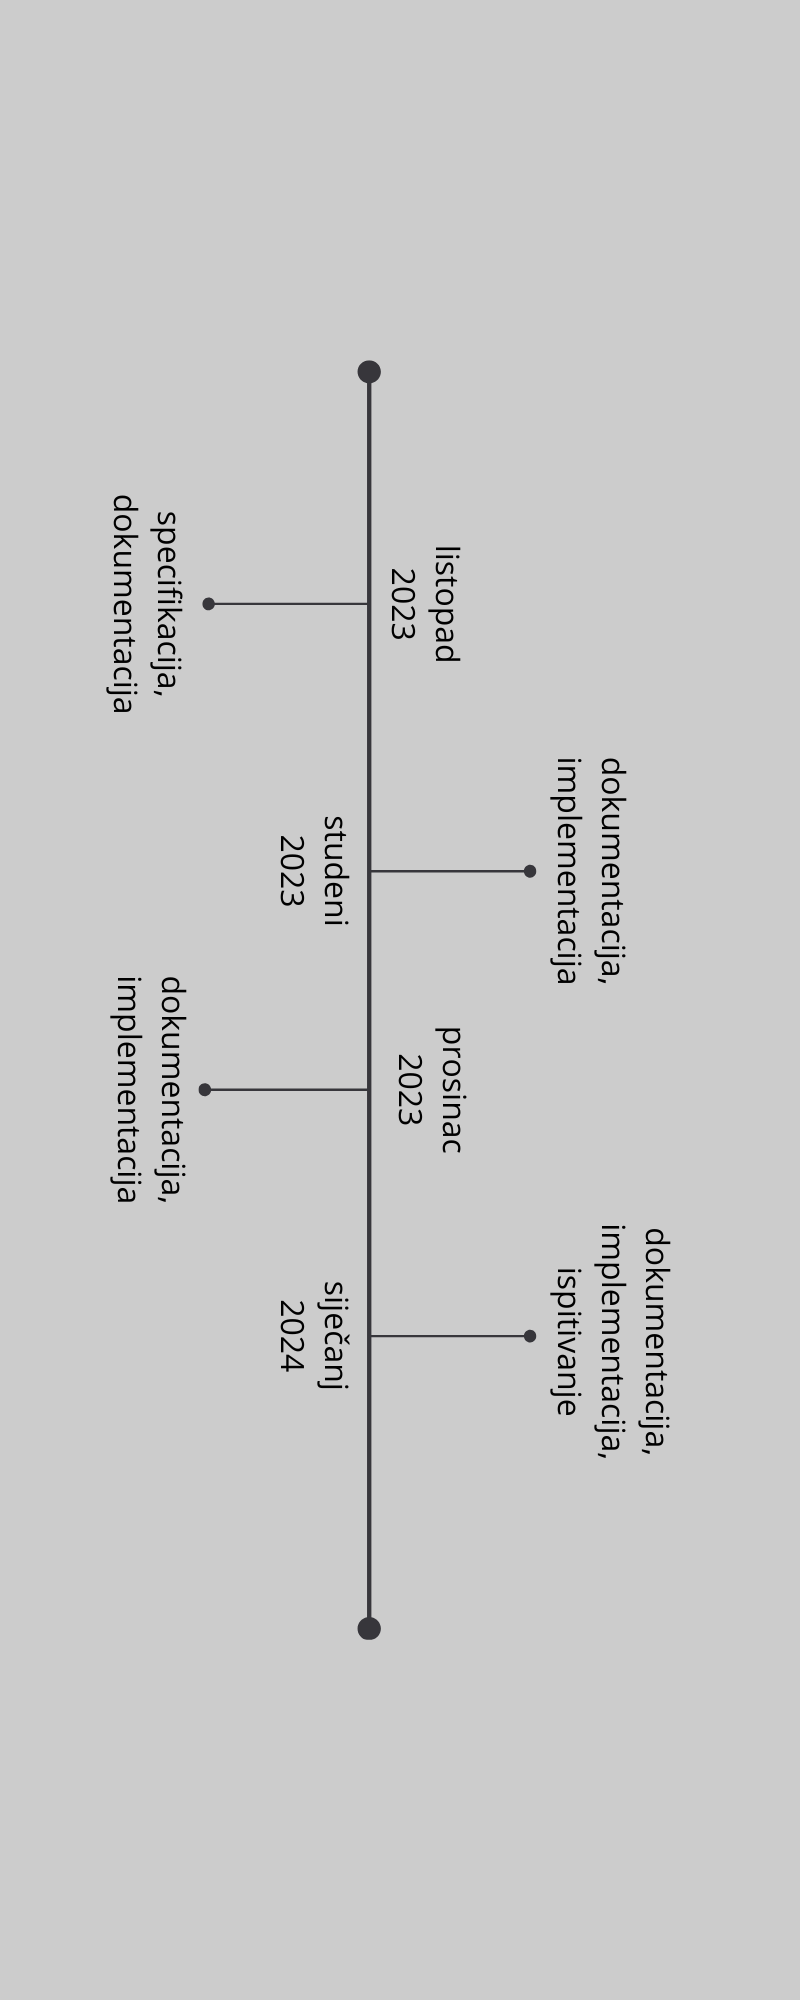 listopad
2023
specifikacija,
dokumentacija
dokumentacija,
implementacija
studeni
2023
prosinac
2023
dokumentacija,
implementacija
dokumentacija,
implementacija,
ispitivanje
siječanj
2024